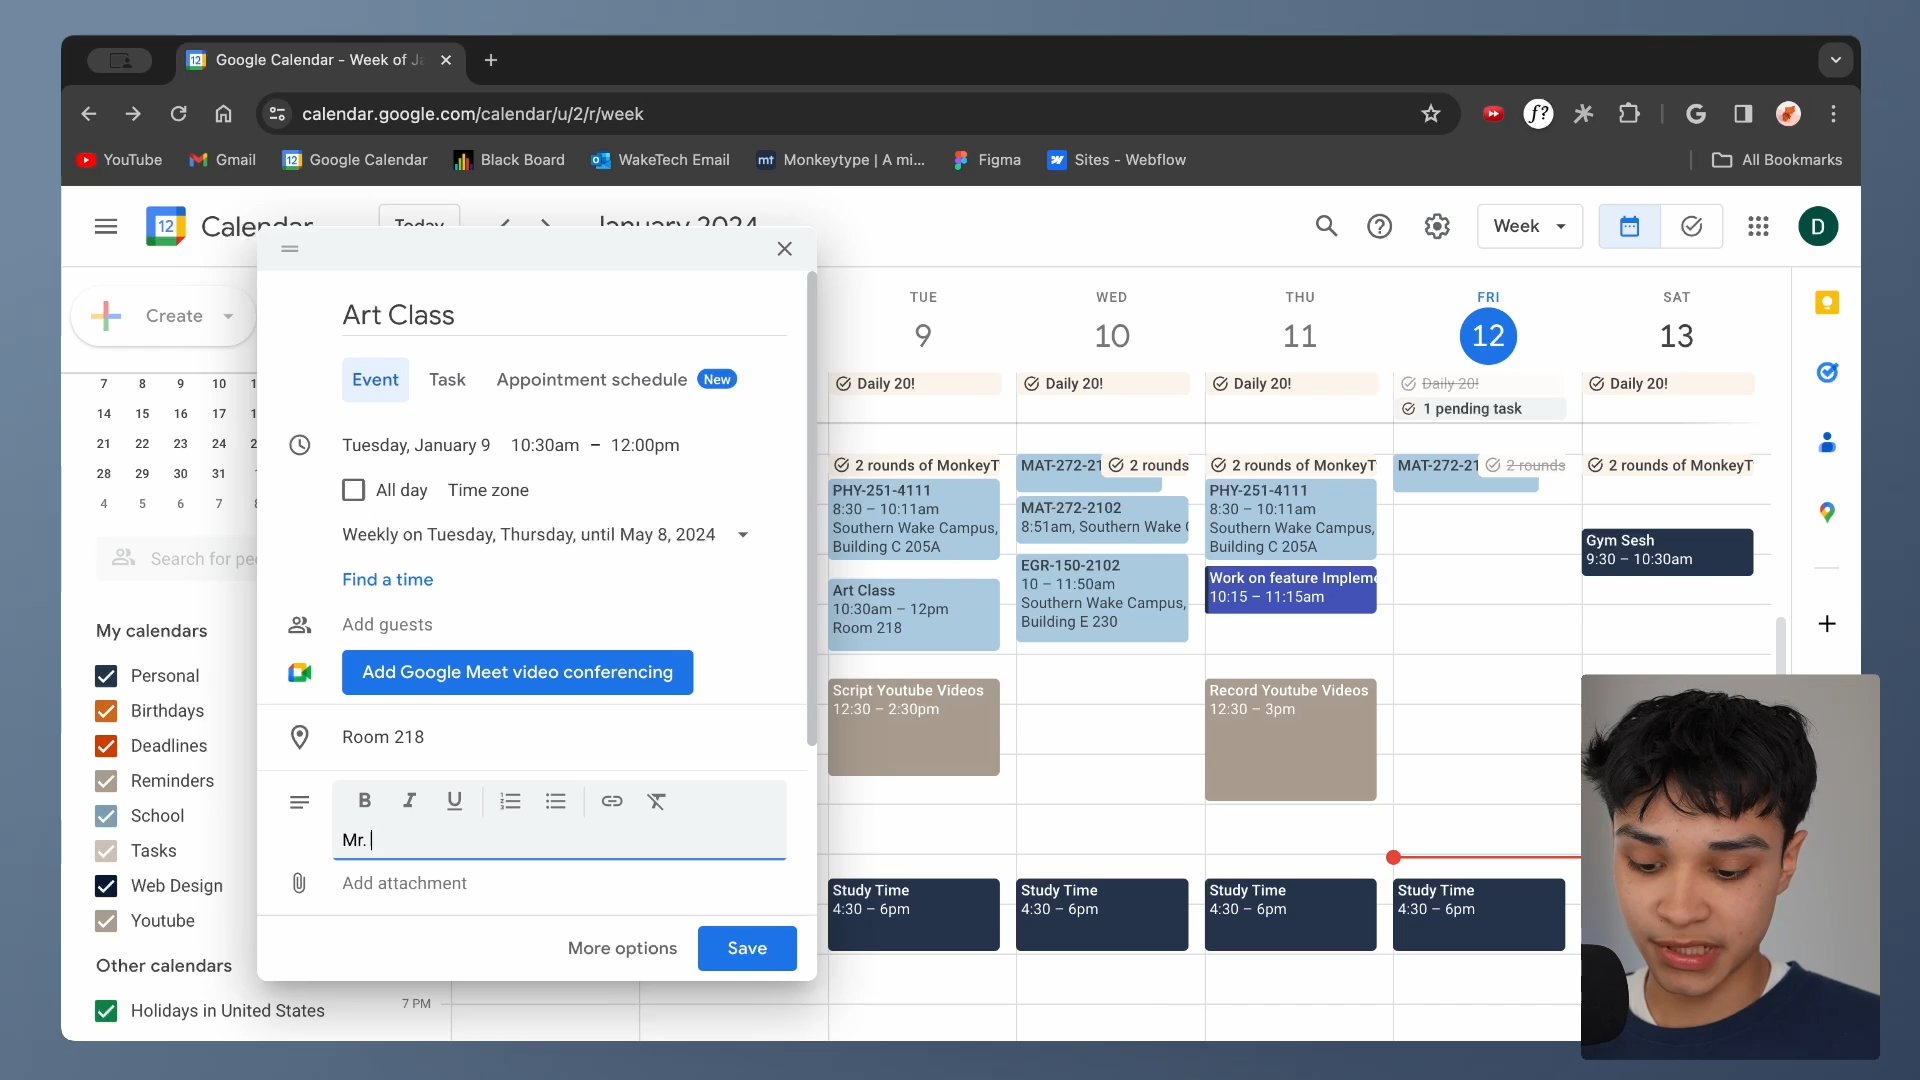 Google Calendar - Week of Ja
calendar.google.com/calendar/u/2/r/week
f?
YouTube
Gmail
Google Calendar
Black Board
WakeTech Email
mt
Monkeytype | A mi...
Figma
Sites - Webflow
All Bookmarks
12
Calendar
Today
January 2024
Week
D
Create
7 8 9 10 1
14 15 16 17
21 22 23 24 2
28 29 30 31
4 5 6 7 8
Search for pe
My calendars
Personal
Birthdays
Deadlines
Reminders
School
Tasks
Web Design
Youtube
Other calendars
Holidays in United States
Art Class
Event
Task
Appointment schedule
New
Tuesday, January 9 10:30am – 12:00pm
All day
Time zone
Weekly on Tuesday, Thursday, until May 8, 2024
Find a time
Add guests
Add Google Meet video conferencing
Room 218
B I U
Mr.
Add attachment
More options
Save
7 PM
TUE
9
WED
10
THU
11
FRI
12
SAT
13
Daily 20!
Daily 20!
Daily 20!
Daily 20!
Daily 20!
1 pending task
2 rounds of MonkeyT
PHY-251-4111
8:30 – 10:11am
Southern Wake Campus,
Building C 205A
Art Class
10:30am – 12pm
Room 218
Script Youtube Videos
12:30 – 2:30pm
Study Time
4:30 – 6pm
MAT-272-21
2 rounds
MAT-272-2102
8:51am, Southern Wake C
EGR-150-2102
10 – 11:50am
Southern Wake Campus,
Building E 230
Study Time
4:30 – 6pm
2 rounds of MonkeyT
PHY-251-4111
8:30 – 10:11am
Southern Wake Campus,
Building C 205A
Work on feature Impleme
10:15 – 11:15am
Record Youtube Videos
12:30 – 3pm
Study Time
4:30 – 6pm
MAT-272-21
2 rounds
Study Time
4:30 – 6pm
2 rounds of MonkeyT
Gym Sesh
9:30 – 10:30am